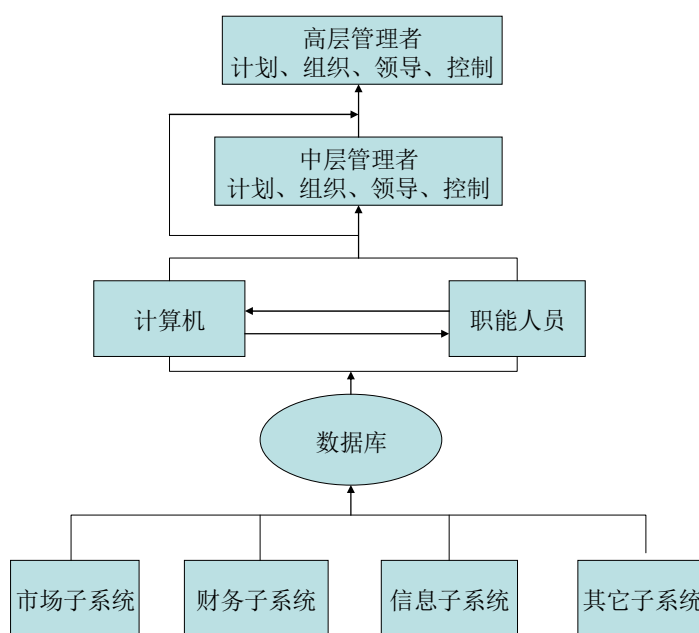 高层管理者
计划、组织、领导、控制
中层管理者
计划、组织、领导、控制
计算机
职能人员
数据库
市场子系统
财务子系统
信息子系统
其它子系统